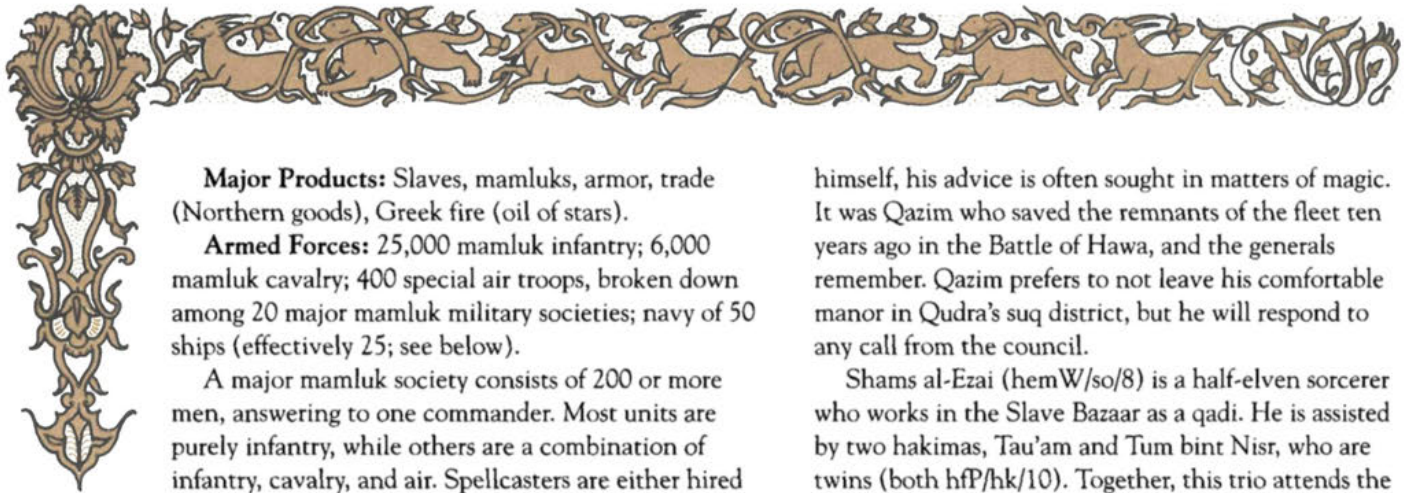 Major Products: Slaves, mamluks, armor, trade
(Northern goods), Greek fire (oil of stars).
Armed Forces: 25,000 mamluk infantry; 6,000
mamluk cavalry; 400 special air troops, broken down
among 20 major mamluk military societies; navy of 50
ships (effectively 25; see below).
A major mamluk society consists of 200 or more
men, answering to one commander. Most units are
purely infantry, while others are a combination of
infantry, cavalry, and air. Spellcasters are either hired
himself, his advice is often sought in matters of magic.
It was Qazim who saved the remnants of the fleet ten
years ago in the Battle of Hawa, and the generals
remember. Qazim prefers to not leave his comfortable
manor in Qudra's suq district, but he will respond to
any call from the council.
Shams al-Ezai (hemW/so/8) is a half-elven sorcerer
who works in the Slave Bazaar as a qadi. He is assisted
by two hakimas, Tau'am and Tum bint Nisr, who are
twins (both hfP/hk/10). Together, this trio attends the